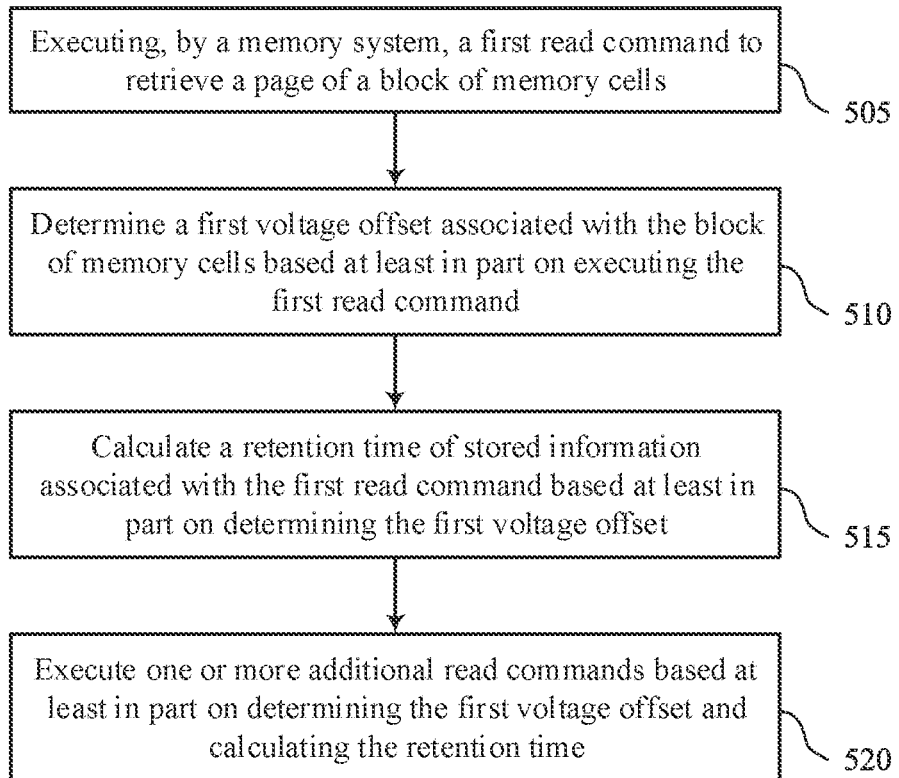 Executing, by a memory system, a first read command to
retrieve a page of a block of memory cells
505
Determine a first voltage offset associated with the block
of memory cells based at least in part on executing the
first read command
510
Calculate a retention time of stored information
associated with the first read command based at least in
part on determining the first voltage offset
515
Execute one or more additional read commands based at
least in part on determining the first voltage offset and
calculating the retention time
520